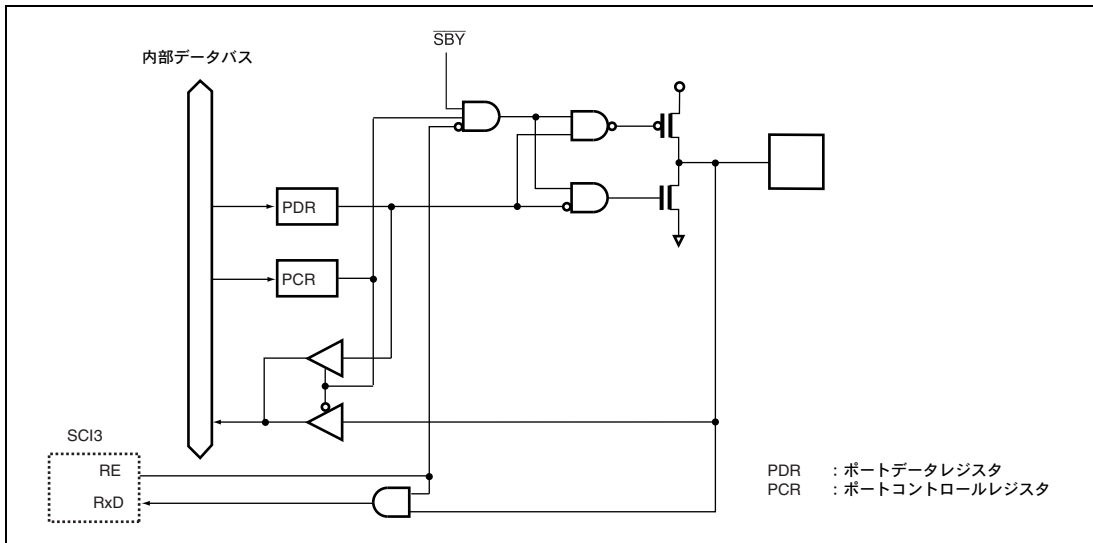 内部データバス
S̅B̅Y̅
PDR
PCR
SCI3
RE
RxD
PDR :ポートデータレジスタ
PCR :ポートコントロールレジスタ